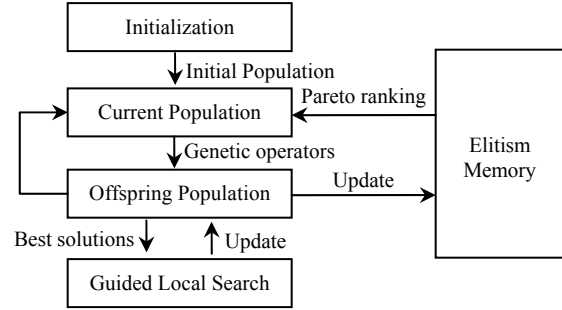 Initialization
Initial Population
Current Population
Pareto ranking
Genetic operators
Elitism
Memory
Offspring Population
Update
Best solutions
Update
Guided Local Search